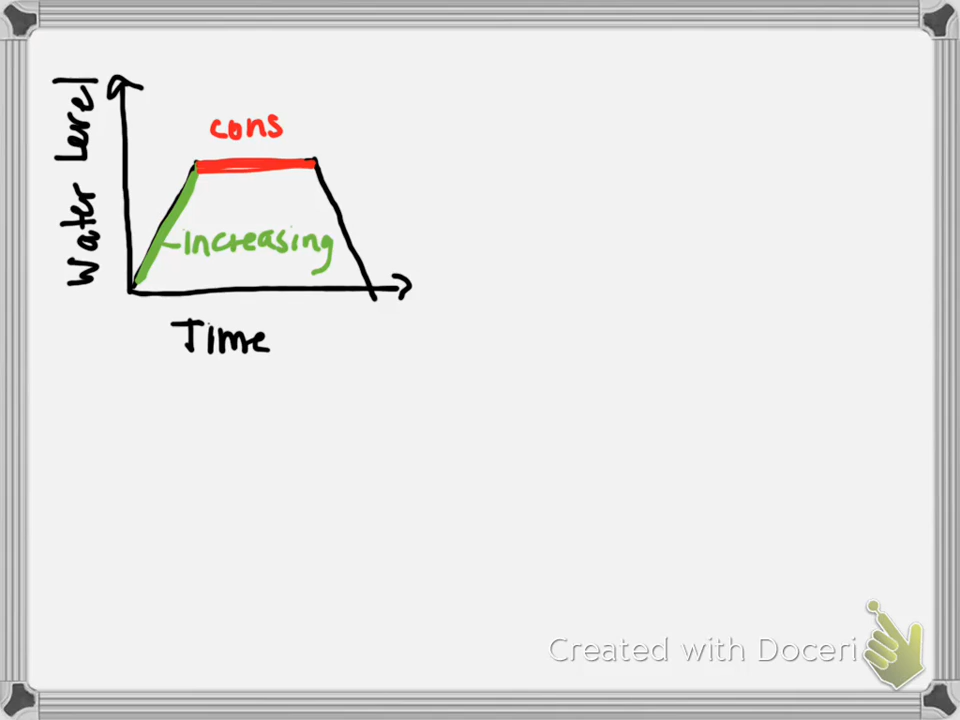 Water Level
cons
Increasing
Time
Created with Doceri